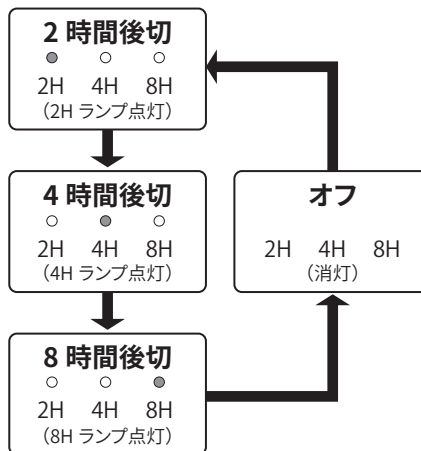 2 時間後切
2H 4H 8H
(2H ランプ点灯)
4 時間後切
2H 4H 8H
(4H ランプ点灯)
8 時間後切
2H 4H 8H
(8H ランプ点灯)
オフ
2H 4H 8H
(消灯)